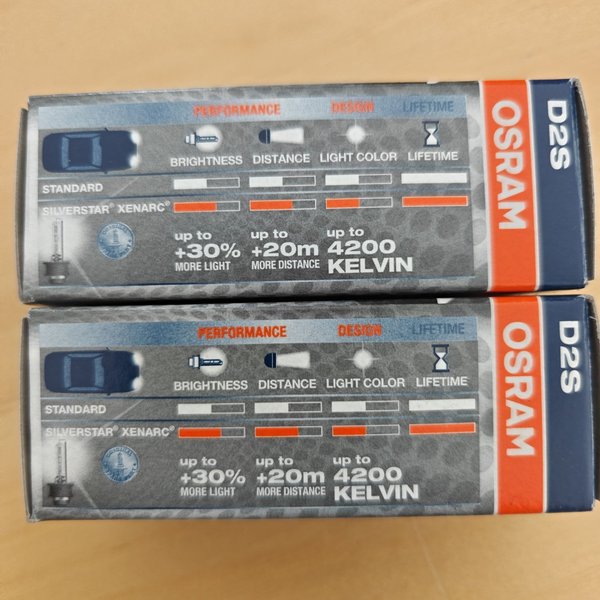 PERFORMANCE DESIGN LIFETIME
BRIGHTNESS DISTANCE LIGHT COLOR LIFETIME
STANDARD
SILVERSTAR® XENARC®
up to up to up to
+30% +20m 4200
MORE LIGHT MORE DISTANCE KELVIN
OSRAM
D2S
PERFORMANCE DESIGN LIFETIME
BRIGHTNESS DISTANCE LIGHT COLOR LIFETIME
STANDARD
SILVERSTAR® XENARC®
up to up to up to
+30% +20m 4200
MORE LIGHT MORE DISTANCE KELVIN
OSRAM
D2S